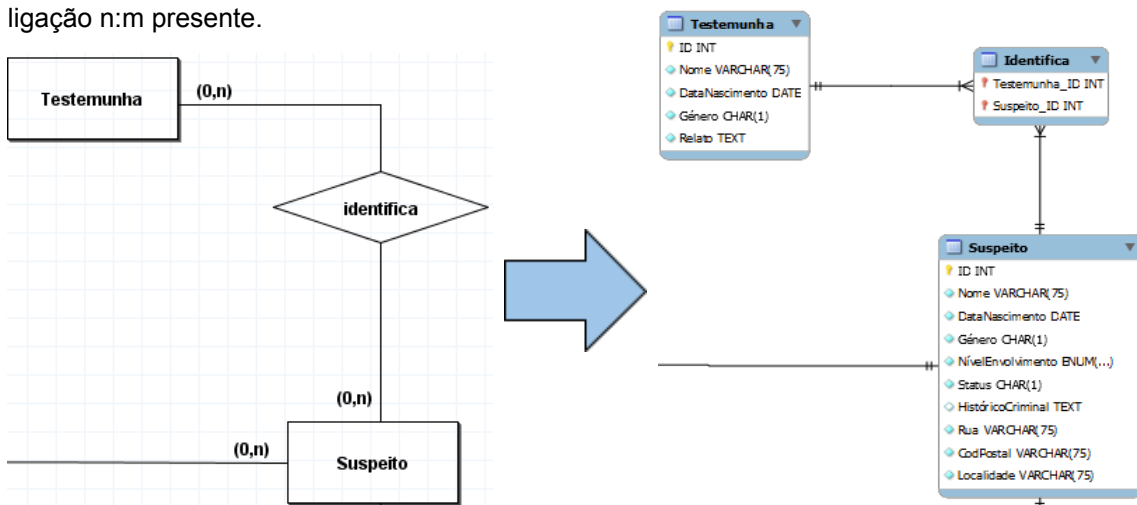 ligação n:m presente.
Testemunha
(0,n)
identifica
(0,n)
(0,n)
Suspeito
Testemunha
ID INT
Nome VARCHAR(75)
DataNascimento DATE
Género CHAR(1)
Relato TEXT
Identifica
Testemunha_ID INT
Suspeito_ID INT
Suspeito
ID INT
Nome VARCHAR(75)
DataNascimento DATE
Género CHAR(1)
NívelEnvolvimento ENUM(...)
Status CHAR(1)
HistóricoCriminal TEXT
Rua VARCHAR(75)
CodPostal VARCHAR(75)
Localidade VARCHAR(75)